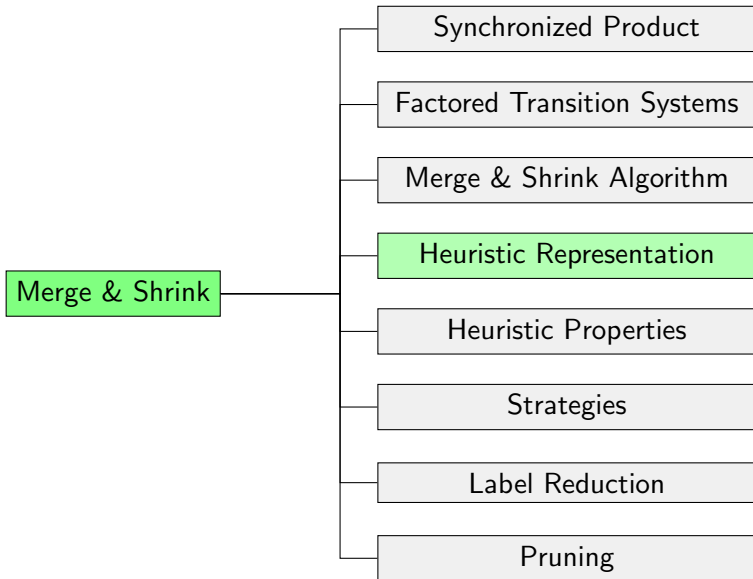 Synchronized Product
Factored Transition Systems
Merge & Shrink Algorithm
Heuristic Representation
Merge & Shrink
Heuristic Properties
Strategies
Label Reduction
Pruning